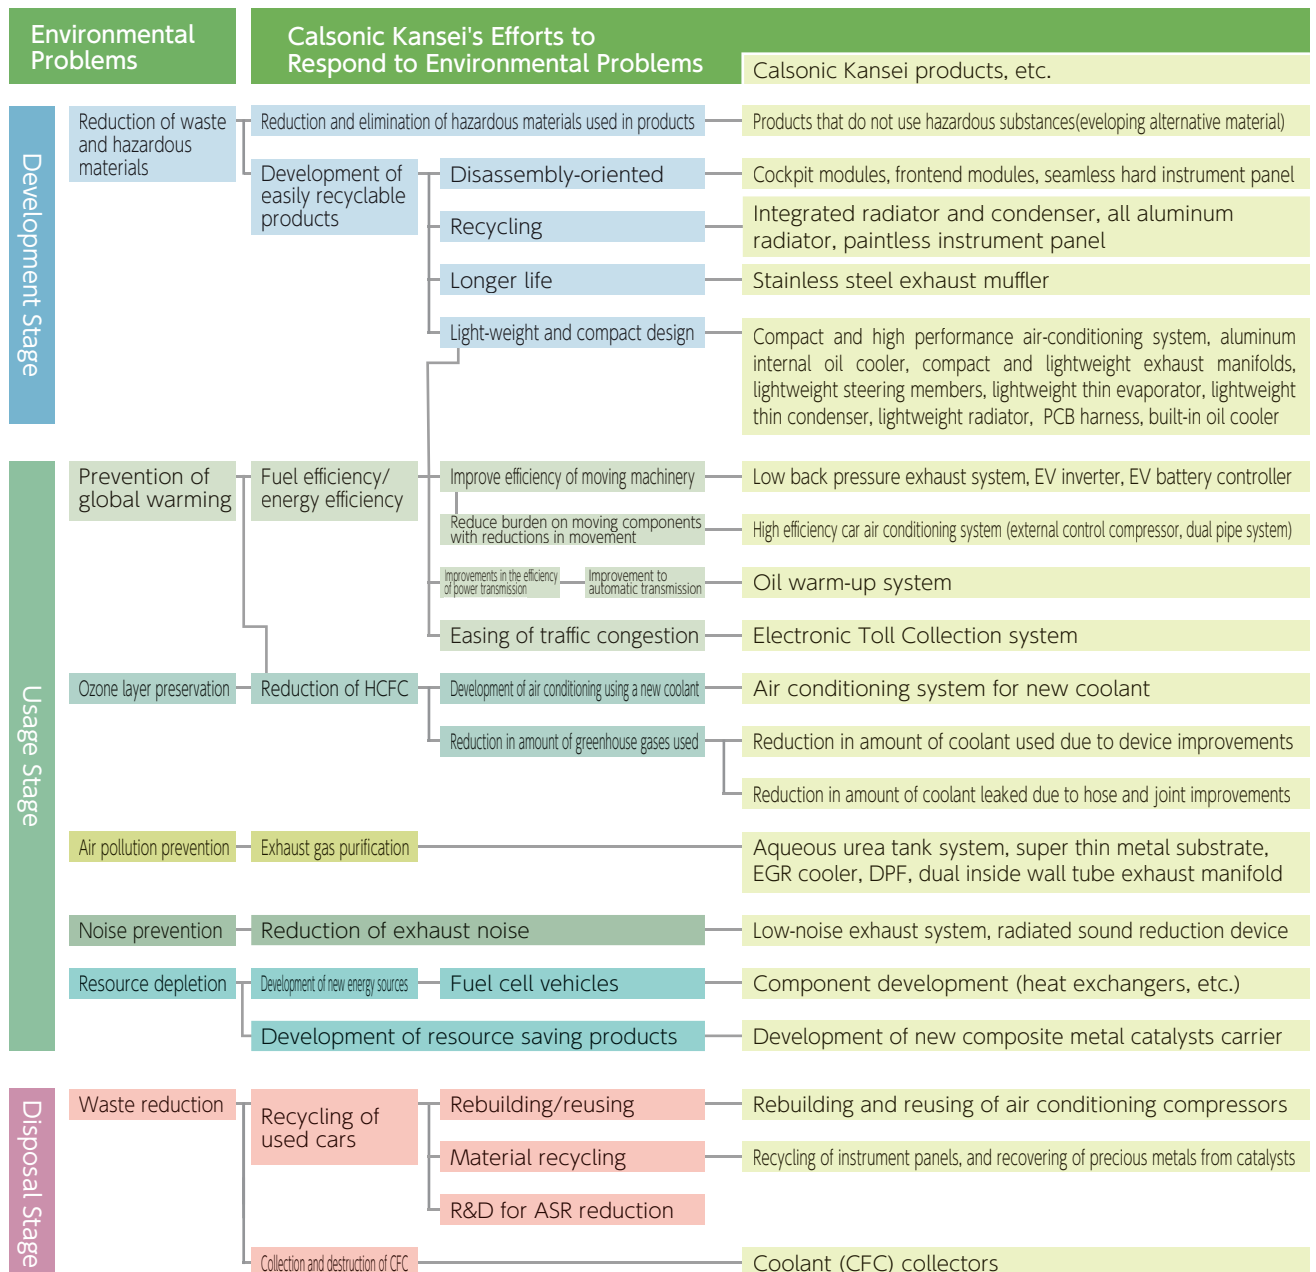 Environmental
Problems
Calsonic Kansei's Efforts to
Respond to Environmental Problems
Calsonic Kansei products, etc.
Development Stage
Reduction of waste
and hazardous
materials
Reduction and elimination of hazardous materials used in products
Products that do not use hazardous substances(eveloping alternative material)
Development of
easily recyclable
products
Disassembly-oriented
Cockpit modules, frontend modules, seamless hard instrument panel
Recycling
Integrated radiator and condenser, all aluminum
radiator, paintless instrument panel
Longer life
Stainless steel exhaust muffler
Light-weight and compact design
Compact and high performance air-conditioning system, aluminum
internal oil cooler, compact and lightweight exhaust manifolds,
lightweight steering members, lightweight thin evaporator, lightweight
thin condenser, lightweight radiator, PCB harness, built-in oil cooler
Usage Stage
Prevention of
global warming
Fuel efficiency/
energy efficiency
Improve efficiency of moving machinery
Low back pressure exhaust system, EV inverter, EV battery controller
Reduce burden on moving components
with reductions in movement
High efficiency car air conditioning system (external control compressor, dual pipe system)
Improvements in the efficiency
of power transmission
Improvement to
automatic transmission
Oil warm-up system
Easing of traffic congestion
Electronic Toll Collection system
Ozone layer preservation
Reduction of HCFC
Development of air conditioning using a new coolant
Air conditioning system for new coolant
Reduction in amount of greenhouse gases used
Reduction in amount of coolant used due to device improvements
Reduction in amount of coolant leaked due to hose and joint improvements
Air pollution prevention
Exhaust gas purification
Aqueous urea tank system, super thin metal substrate,
EGR cooler, DPF, dual inside wall tube exhaust manifold
Noise prevention
Reduction of exhaust noise
Low-noise exhaust system, radiated sound reduction device
Resource depletion
Development of new energy sources
Fuel cell vehicles
Component development (heat exchangers, etc.)
Development of resource saving products
Development of new composite metal catalysts carrier
Disposal Stage
Waste reduction
Recycling of
used cars
Rebuilding/reusing
Rebuilding and reusing of air conditioning compressors
Material recycling
Recycling of instrument panels, and recovering of precious metals from catalysts
R&D for ASR reduction
Collection and destruction of CFC
Coolant (CFC) collectors